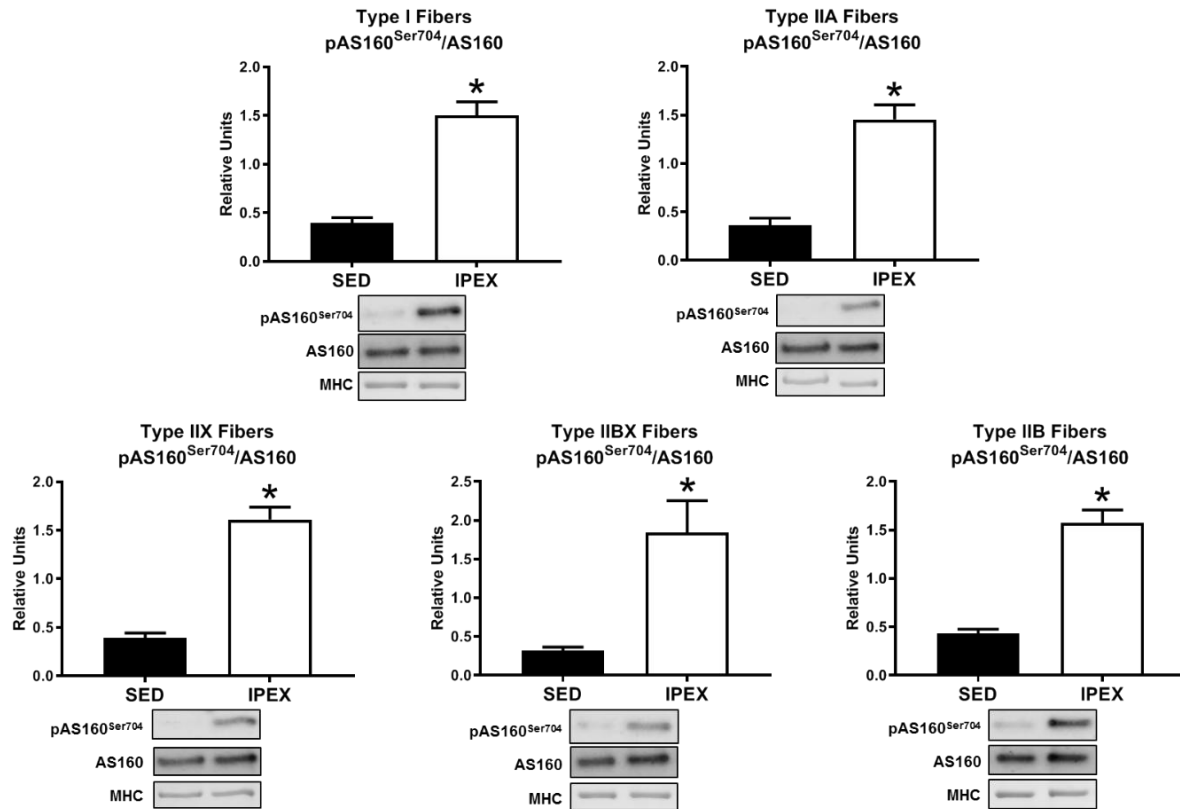 Type I Fibers
pAS160Ser704/AS160
Relative Units
2.0
1.5
1.0
0.5
0.0
*
SED IPEX
pAS160Ser704
AS160
MHC
Type IIA Fibers
pAS160Ser704/AS160
Relative Units
2.0
1.5
1.0
0.5
0.0
*
SED IPEX
pAS160Ser704
AS160
MHC
Type IIX Fibers
pAS160Ser704/AS160
Relative Units
2.0
1.5
1.0
0.5
0.0
*
SED IPEX
pAS160Ser704
AS160
MHC
Type IIBX Fibers
pAS160Ser704/AS160
Relative Units
2.5
2.0
1.5
1.0
0.5
0.0
*
SED IPEX
pAS160Ser704
AS160
MHC
Type IIB Fibers
pAS160Ser704/AS160
Relative Units
2.0
1.5
1.0
0.5
0.0
*
SED IPEX
pAS160Ser704
AS160
MHC